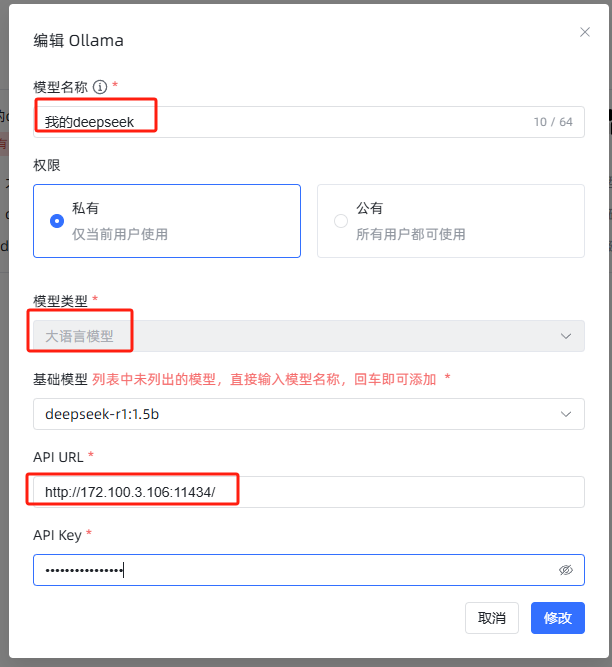 编辑 Ollama
模型名称 *
我的deepseek
10 / 64
权限
私有
仅当前用户使用
公有
所有用户都可使用
模型类型 *
大语言模型
基础模型 列表中未列出的模型，直接输入模型名称，回车即可添加 *
deepseek-r1:1.5b
API URL *
http://172.100.3.106:11434/
API Key *
••••••••••••••••
取消
修改